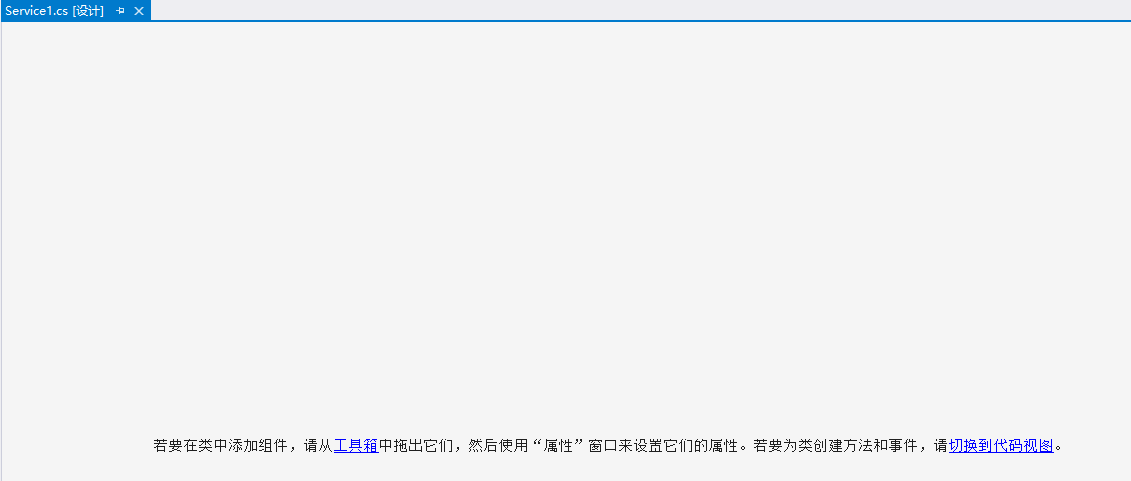 Service1.cs [设计]
若要在类中添加组件，请从工具箱中拖出它们，然后使用“属性”窗口来设置它们的属性。若要为类创建方法和事件，请切换到代码视图。